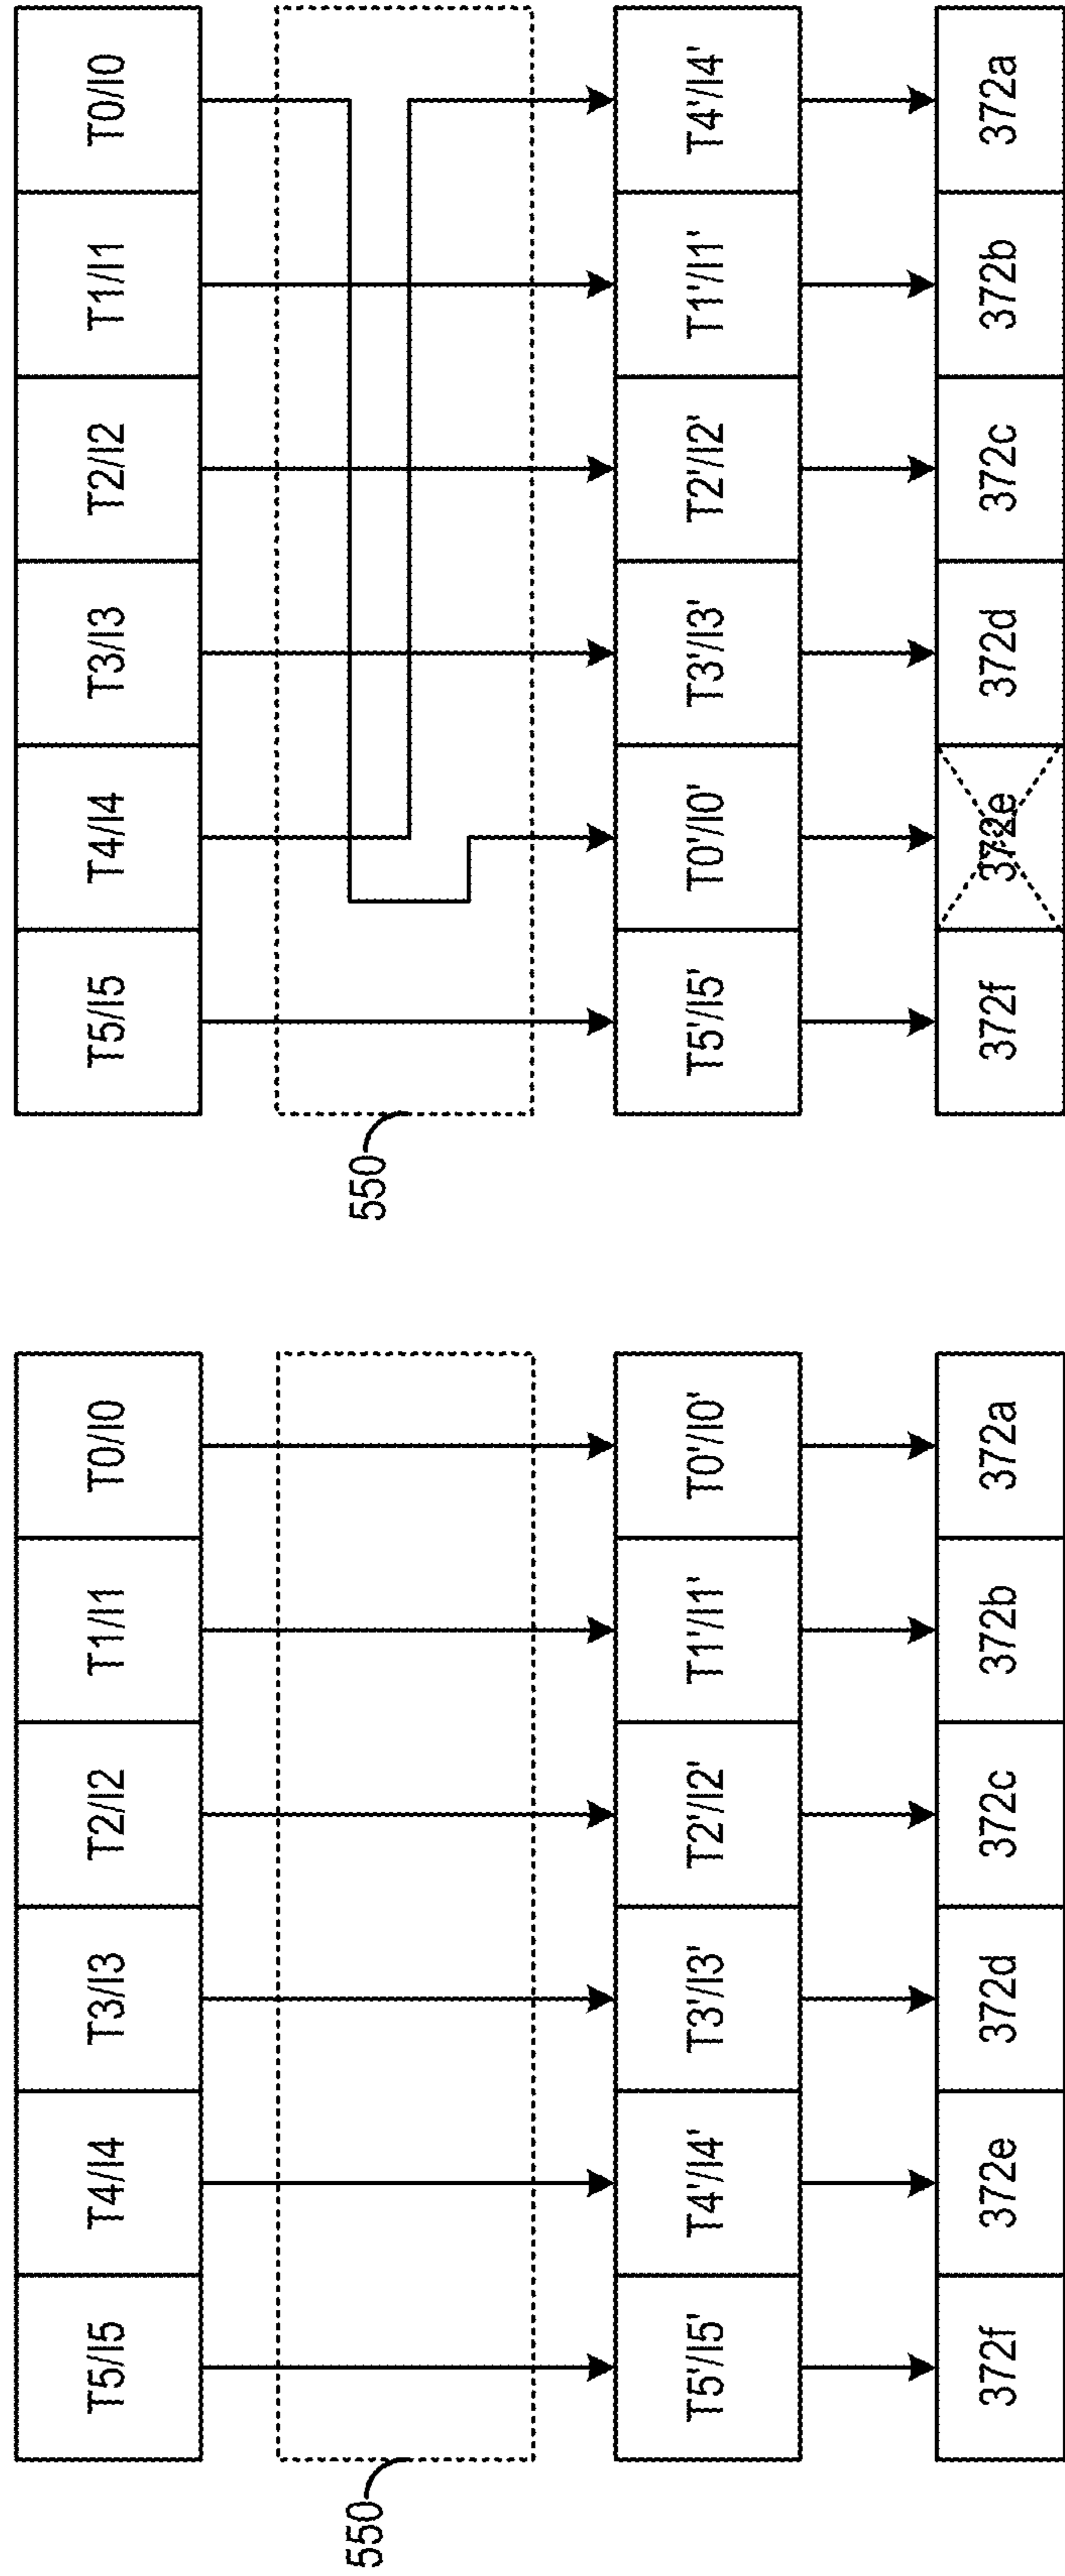 T5/I5 T4/I4 T3/I3 T2/I2 T1/I1 T0/I0
550
T5'/I5' T4'/I4' T3'/I3' T2'/I2' T1'/I1' T0'/I0'
372f 372e 372d 372c 372b 372a
T5/I5 T4/I4 T3/I3 T2/I2 T1/I1 T0/I0
550
T5'/I5' T0'/I0' T3'/I3' T2'/I2' T1'/I1' T4'/I4'
372f 372e 372d 372c 372b 372a